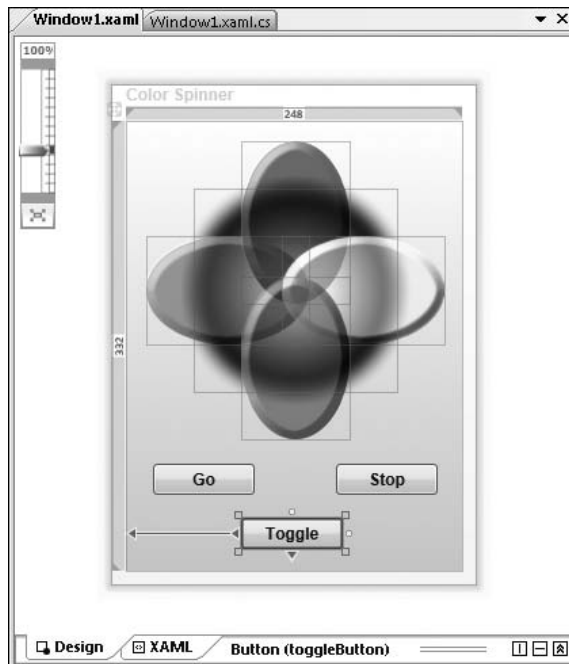 Window1.xaml Window1.xaml.cs
100%
Color Spinner
248
332
Go Stop
Toggle
Design XAML Button (toggleButton)